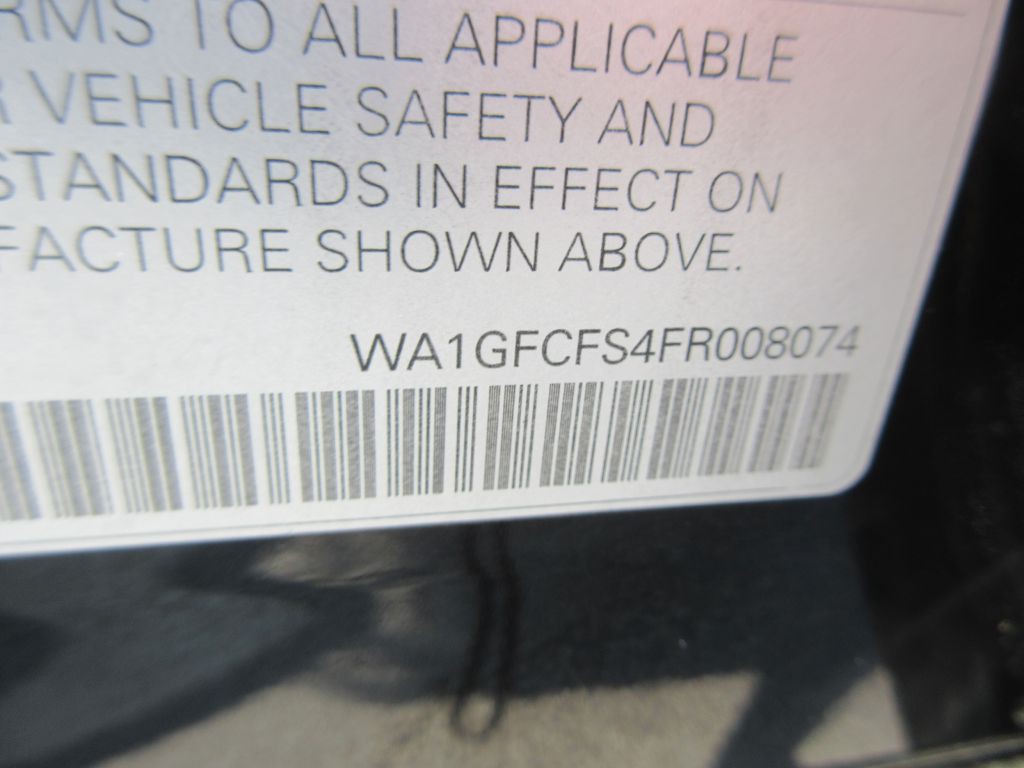 RMS TO ALL APPLICABLE
R VEHICLE SAFETY AND
STANDARDS IN EFFECT ON
FACTURE SHOWN ABOVE.
WA1GFCFS4FR008074